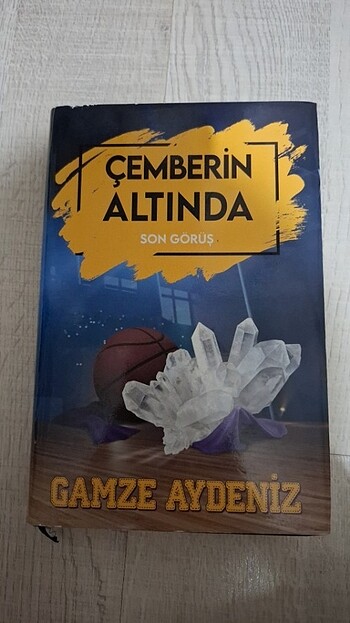 ÇEMBERİN
ALTINDA
SON GÖRÜŞ
GAMZE AYDENİZ